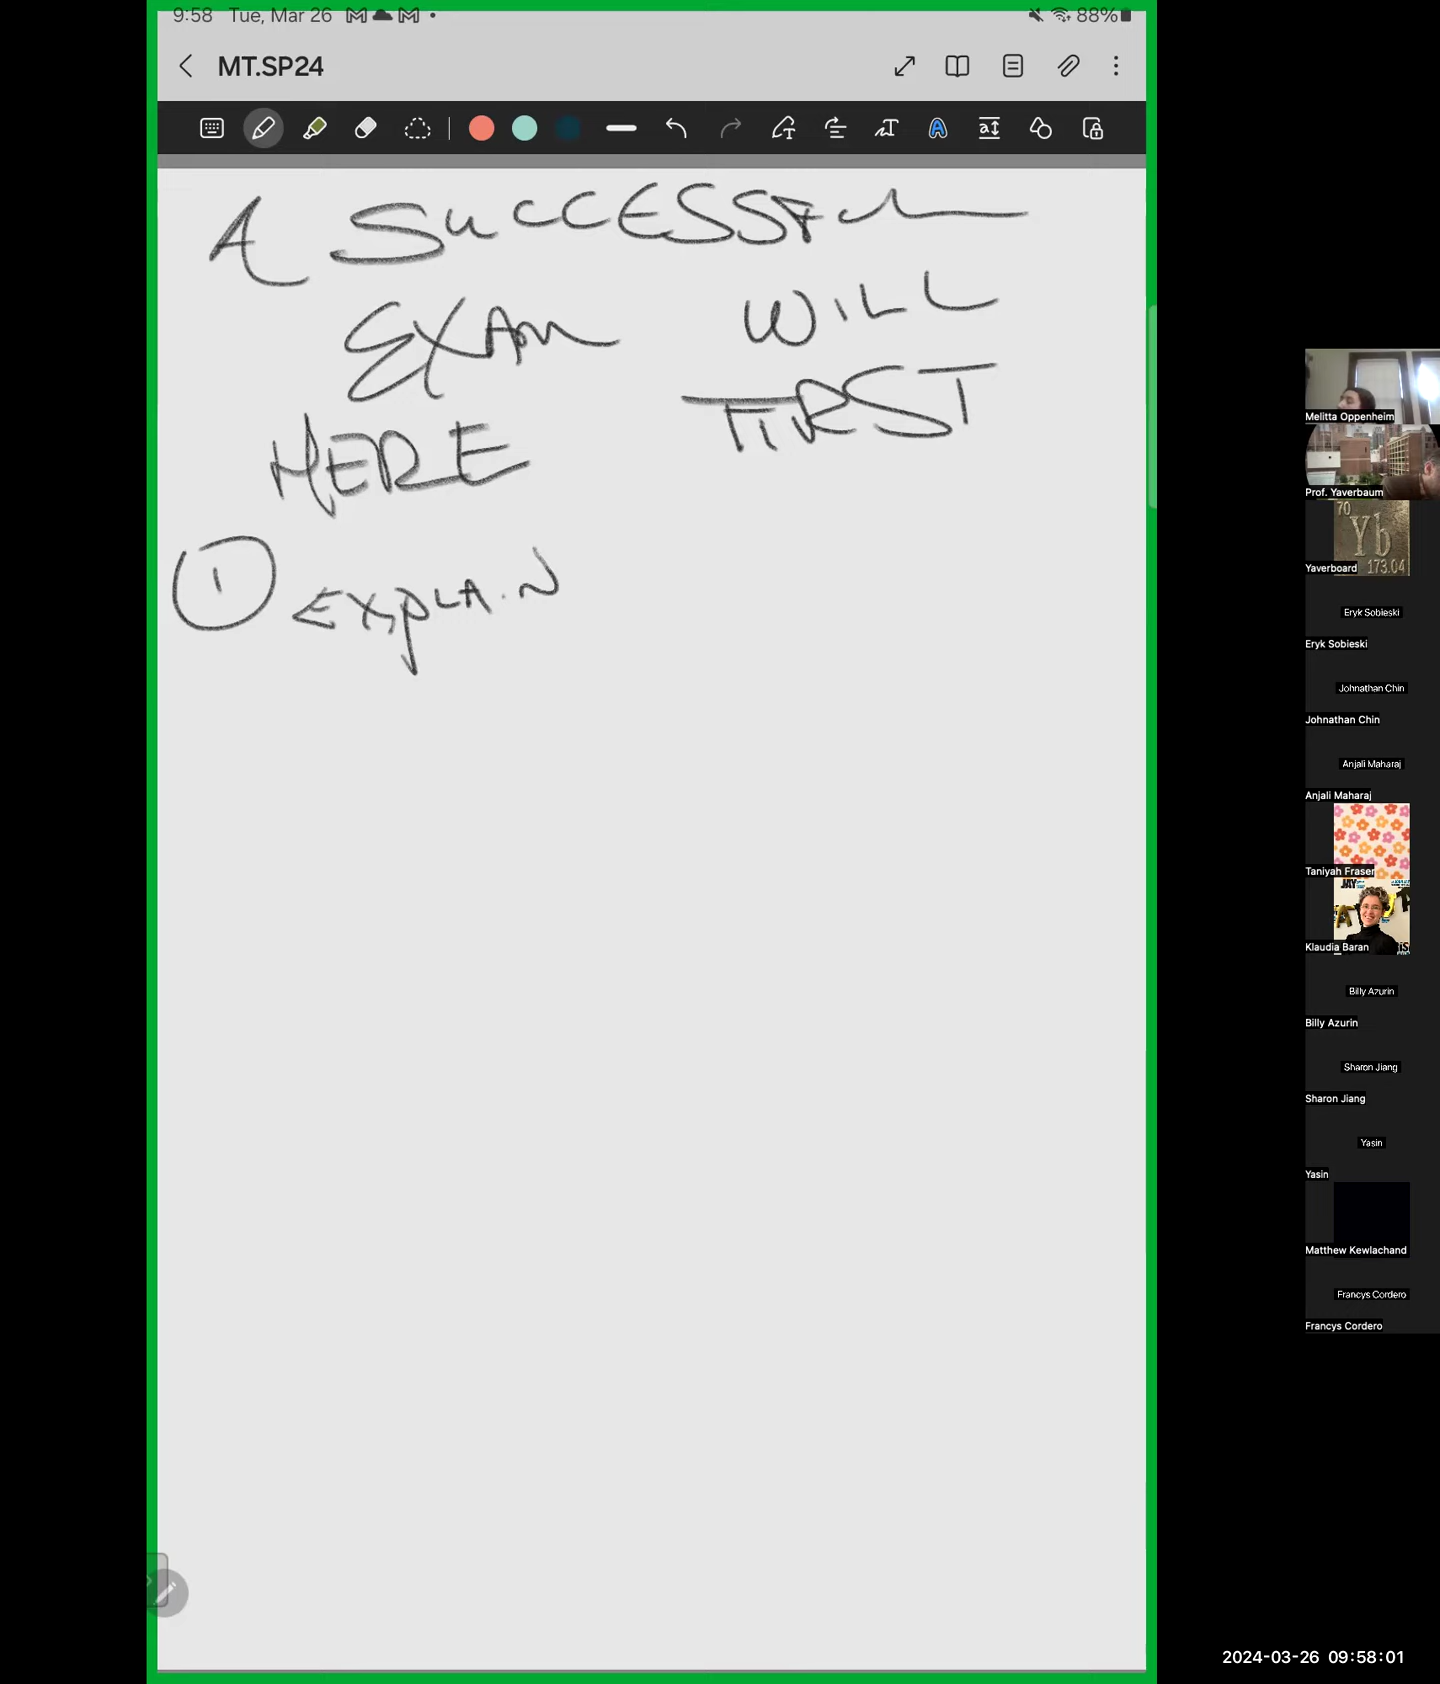 9:58 Tue, Mar 26 88%
MT.SP24
A SUCCESSFUL
EXAM WILL
HERE FIRST
① EXPLAIN
Melitta Oppenheim
Prof. Yaverbaum
70
Yb
Yaverboard 173.04
Eryk Sobieski
Eryk Sobieski
Johnathan Chin
Johnathan Chin
Anjali Maharaj
Anjali Maharaj
Taniyah Fraser
JAY
Klaudia Baran
Billy Azurin
Billy Azurin
Sharon Jiang
Sharon Jiang
Yasin
Yasin
Matthew Kewlachand
Francys Cordero
Francys Cordero
2024-03-26 09:58:01